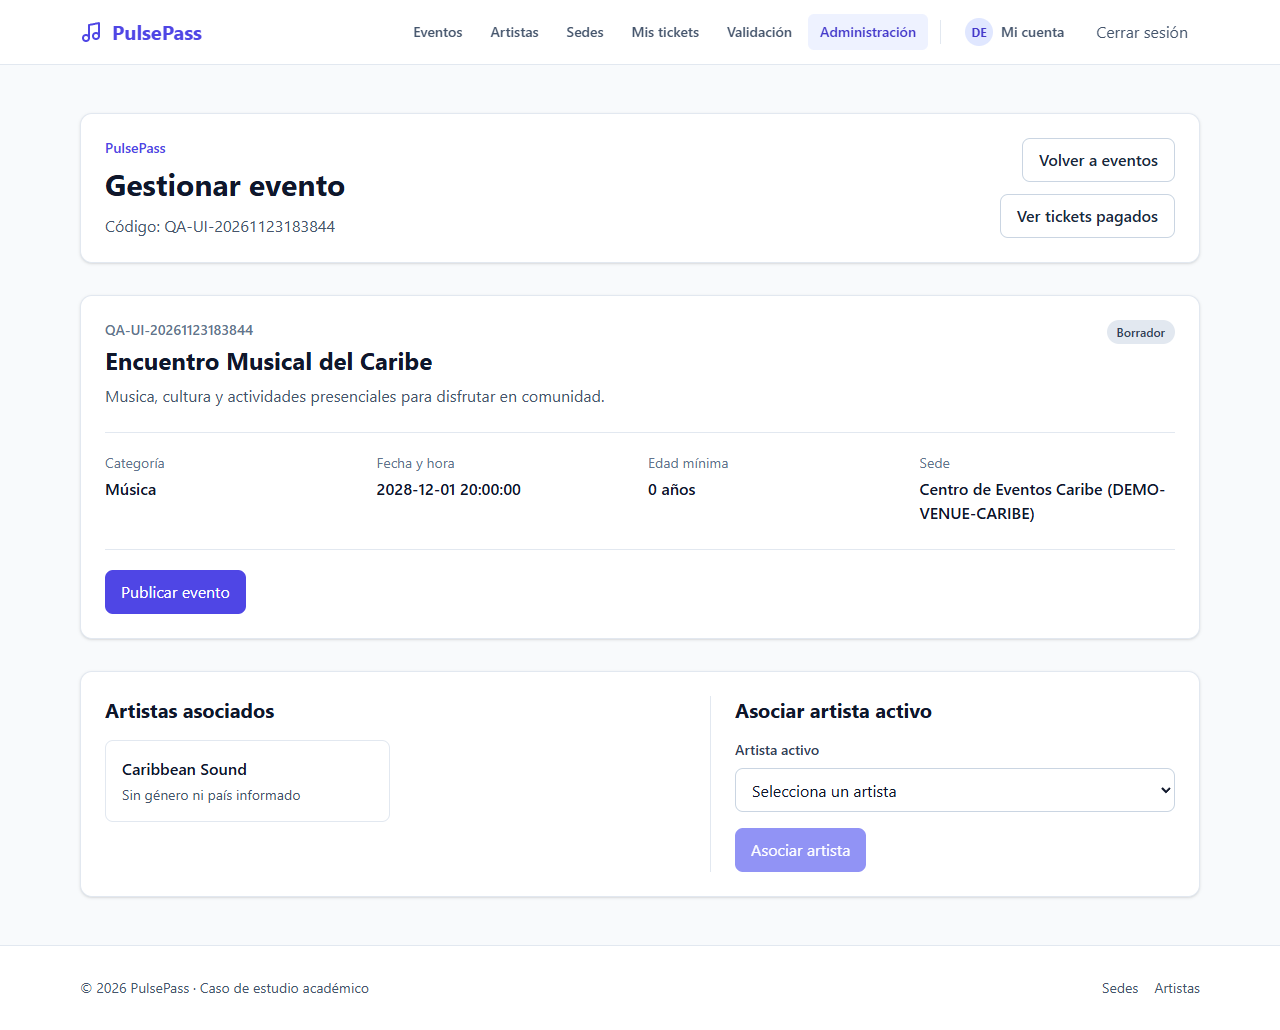 PulsePass
Eventos
Artistas
Sedes
Mis tickets
Validación
Administración
DE
Mi cuenta
Cerrar sesión
PulsePass
Gestionar evento
Código: QA-UI-20261123183844
Volver a eventos
Ver tickets pagados
QA-UI-20261123183844
Borrador
Encuentro Musical del Caribe
Musica, cultura y actividades presenciales para disfrutar en comunidad.
Categoría
Música
Fecha y hora
2028-12-01 20:00:00
Edad mínima
0 años
Sede
Centro de Eventos Caribe (DEMO-
VENUE-CARIBE)
Publicar evento
Artistas asociados
Caribbean Sound
Sin género ni país informado
Asociar artista activo
Artista activo
Selecciona un artista
Asociar artista
© 2026 PulsePass · Caso de estudio académico
Sedes
Artistas